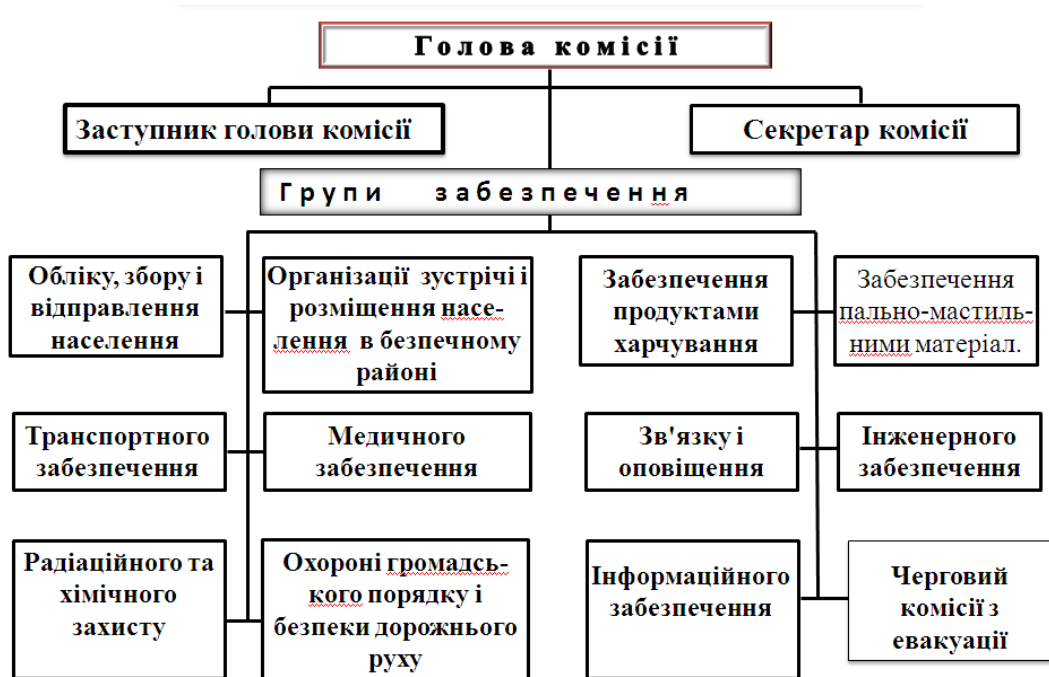 Голова комісії
Заступник голови комісії
Секретар комісії
Групи забезпечення
Обліку, збору і
відправлення
населення
Організації зустрічі і
розміщення насе-
лення в безпечному
районі
Забезпечення
продуктами
харчування
Забезпечення
пально-мастиль-
ними матеріал.
Транспортного
забезпечення
Медичного
забезпечення
Зв'язку і
оповіщення
Інженерного
забезпечення
Радіаційного та
хімічного
захисту
Охороні громадсь-
кого порядку і
безпеки дорожнього
руху
Інформаційного
забезпечення
Черговий
комісії з
евакуації